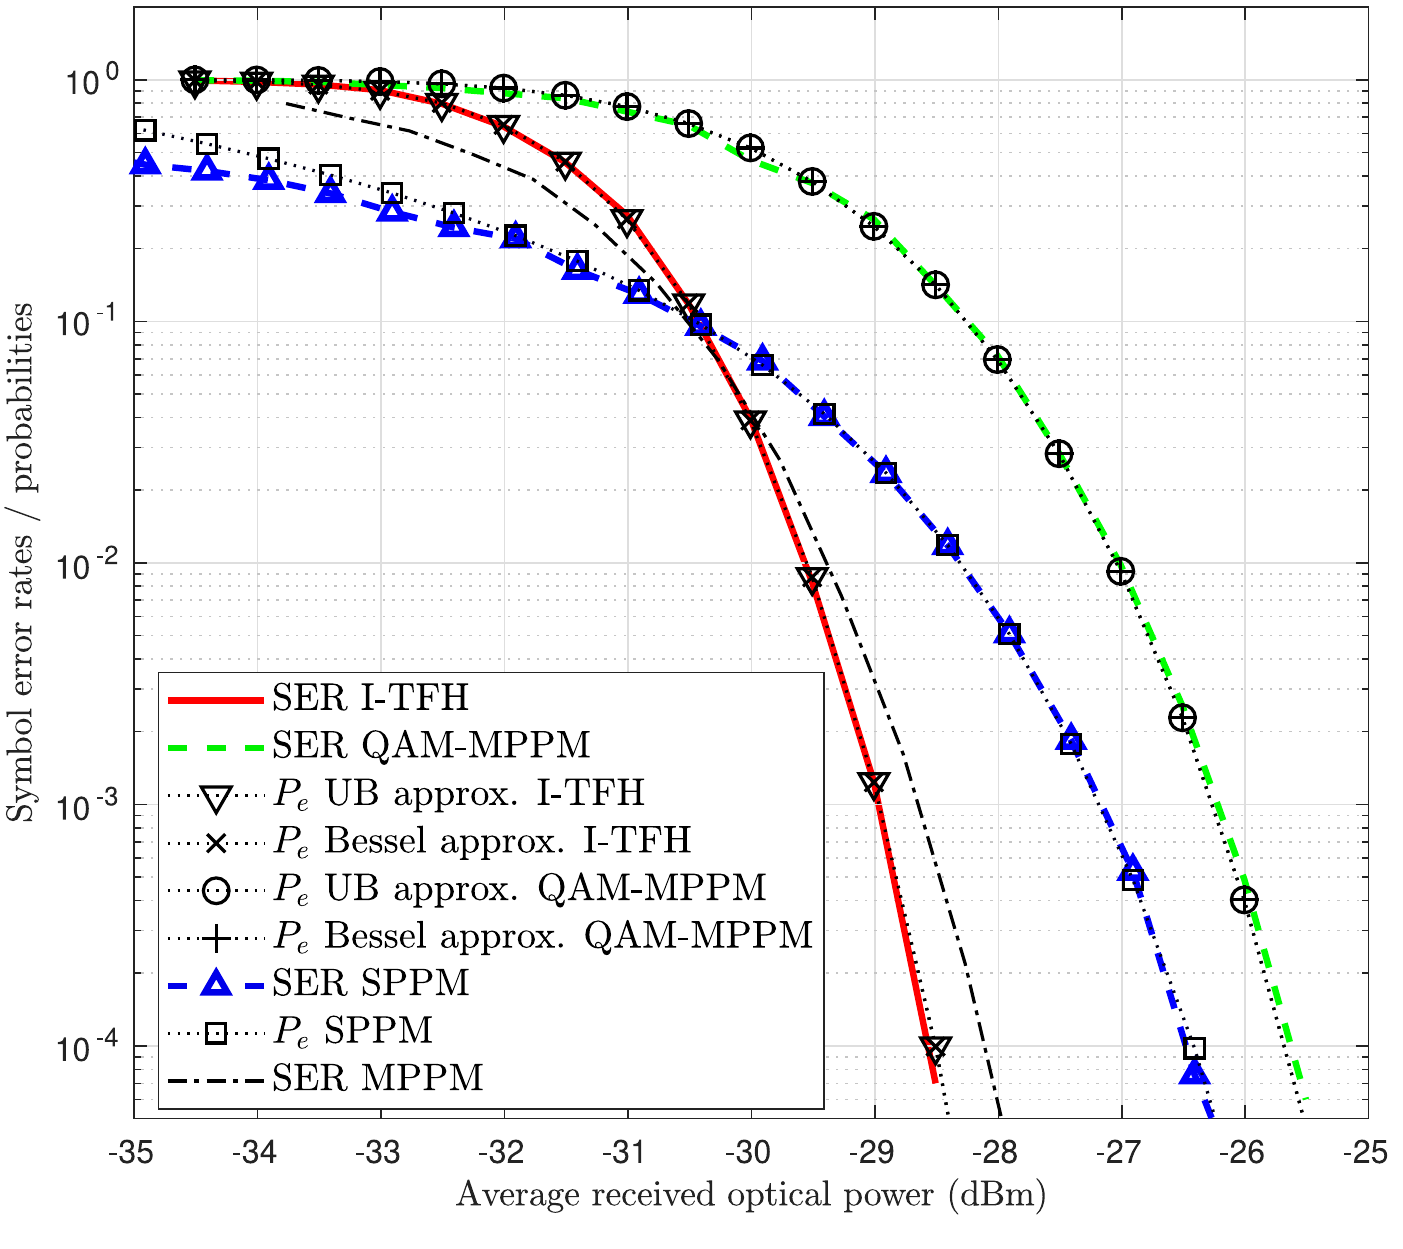 Symbol error rates / probabilities
10^0
10^-1
10^-2
10^-3
10^-4
SER I-TFH
SER QAM-MPPM
P_e UB approx. I-TFH
P_e Bessel approx. I-TFH
P_e UB approx. QAM-MPPM
P_e Bessel approx. QAM-MPPM
SER SPPM
P_e SPPM
SER MPPM
-35 -34 -33 -32 -31 -30 -29 -28 -27 -26 -25
Average received optical power (dBm)